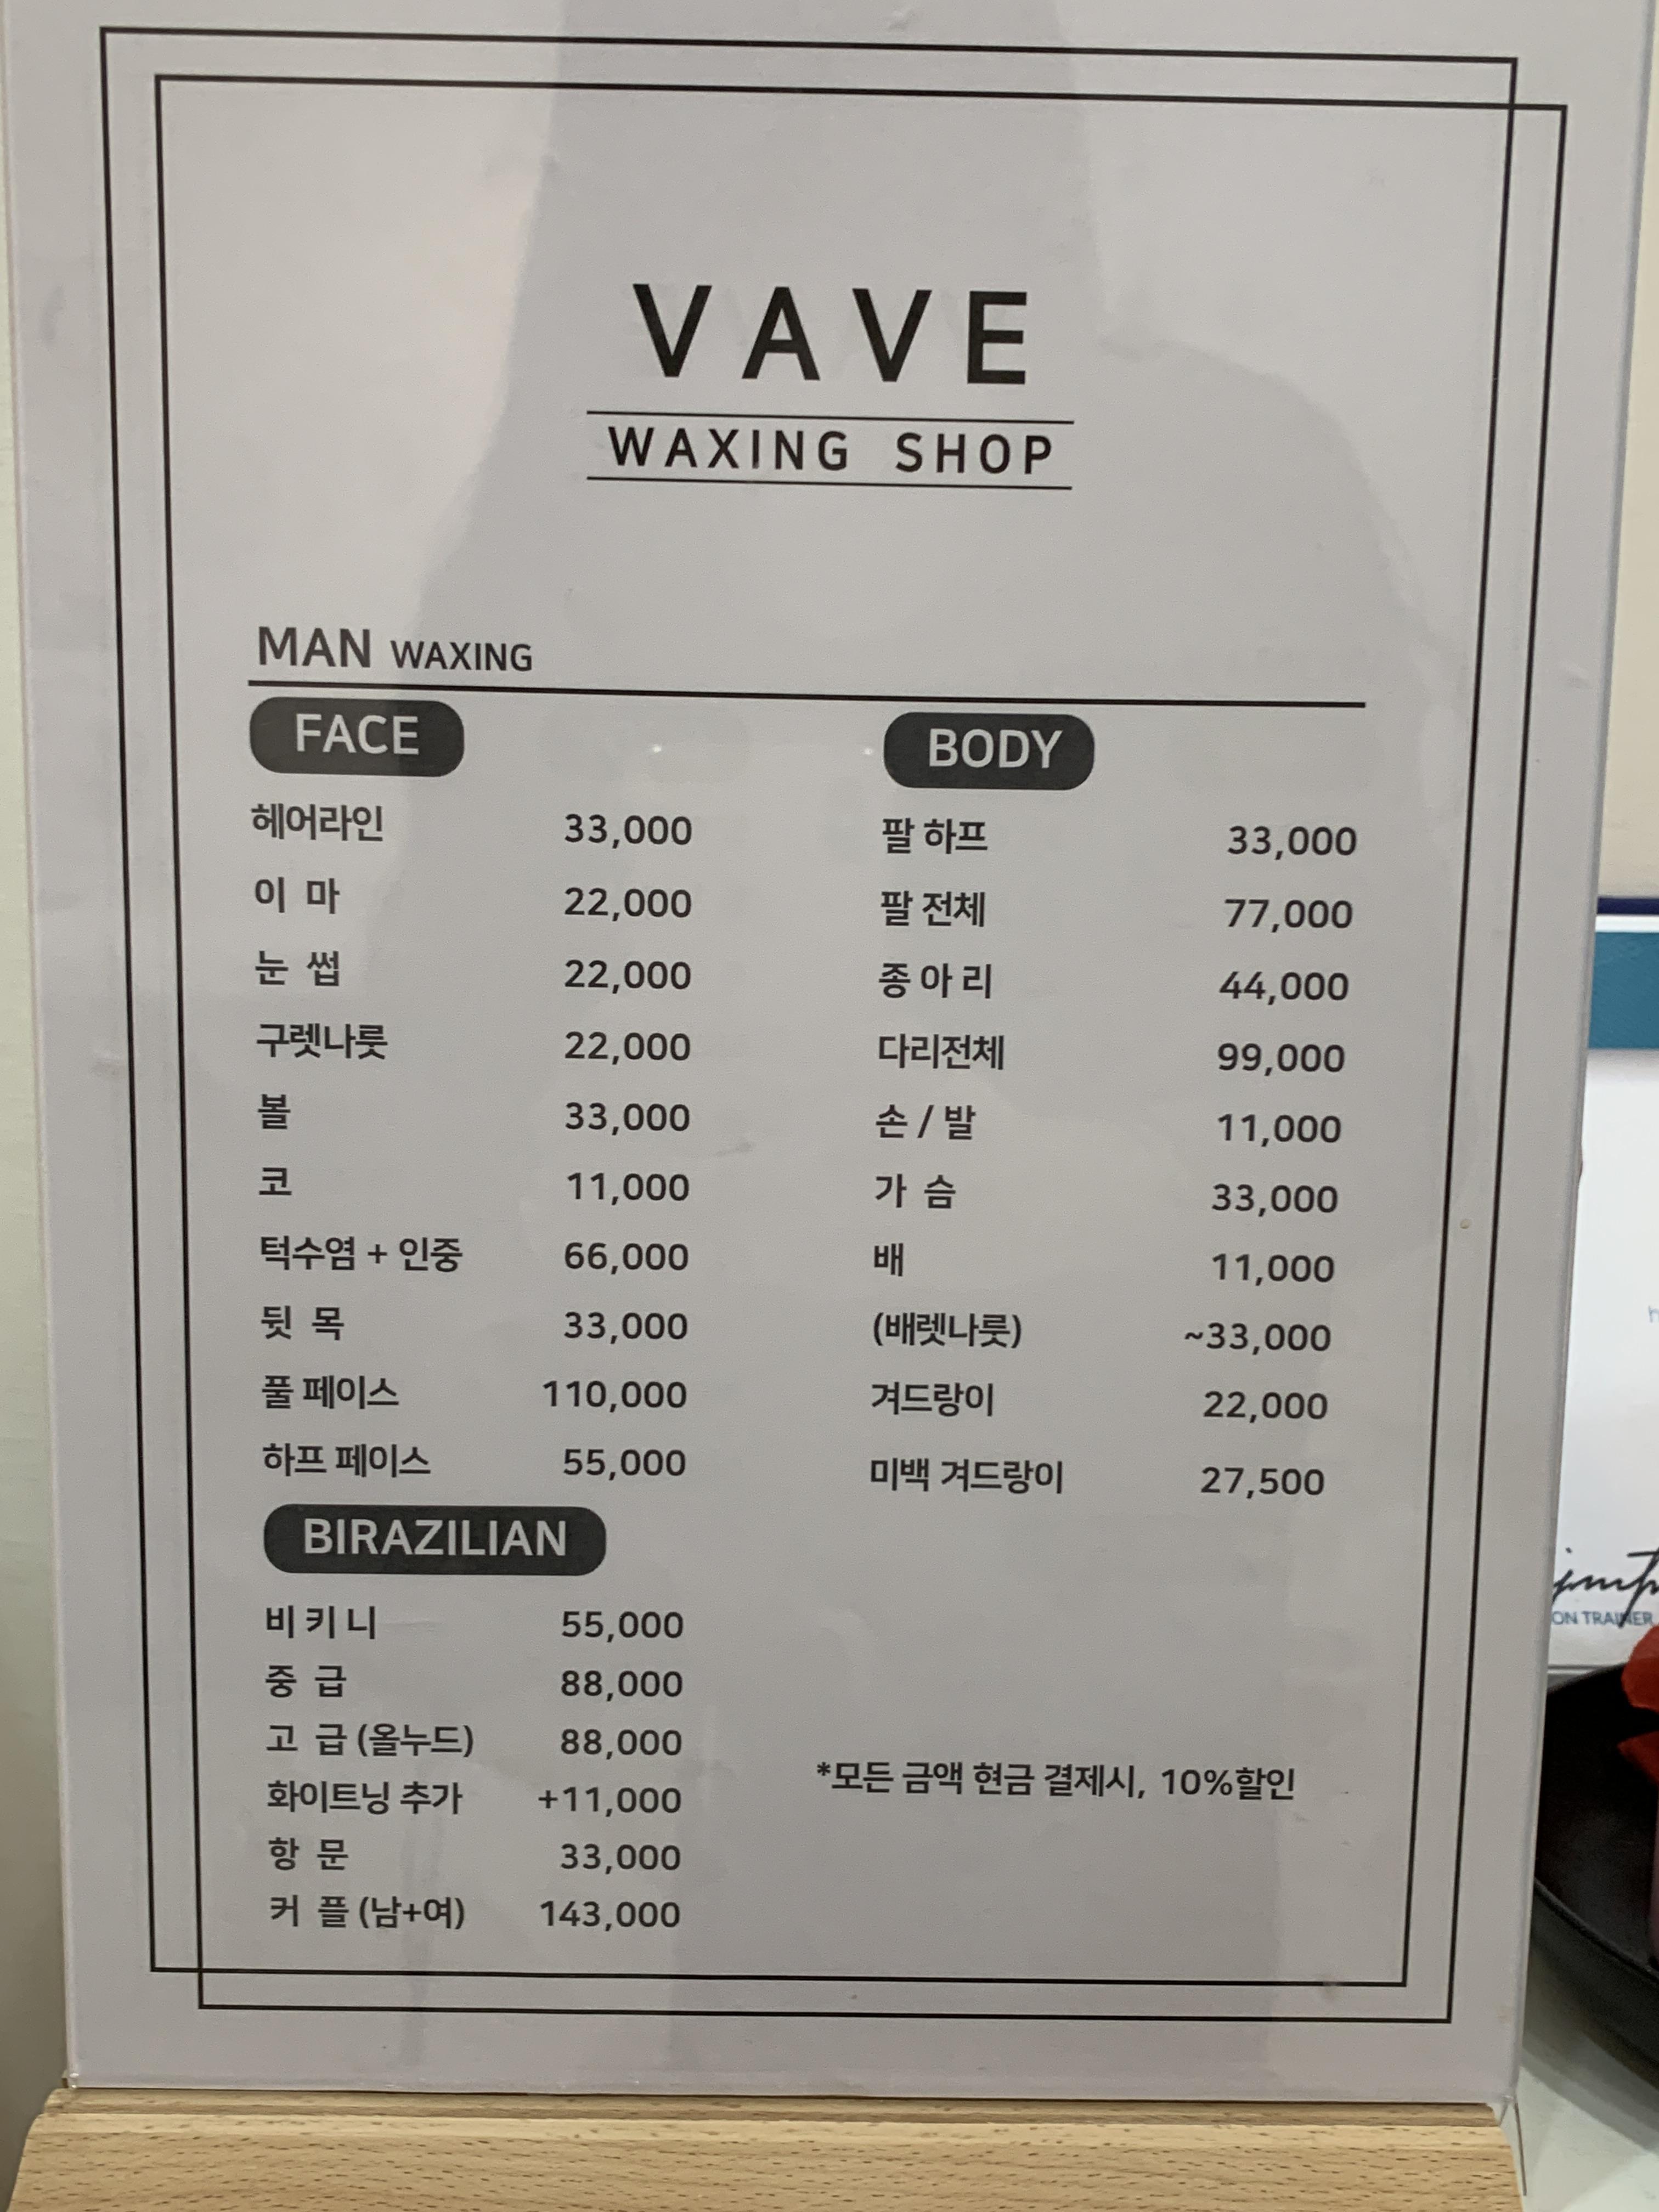 VAVE
WAXING SHOP
MAN WAXING
FACE
헤어라인 33,000
이 마 22,000
눈 썹 22,000
구렛나룻 22,000
볼 33,000
코 11,000
턱수염 + 인중 66,000
뒷 목 33,000
풀 페이스 110,000
하프 페이스 55,000
BIRAZILIAN
비 키 니 55,000
중 급 88,000
고 급 (올누드) 88,000
화이트닝 추가 +11,000
항 문 33,000
커 플 (남+여) 143,000
BODY
팔 하프 33,000
팔 전체 77,000
종 아 리 44,000
다리전체 99,000
손 / 발 11,000
가 슴 33,000
배 11,000
(배렛나룻) ~33,000
겨드랑이 22,000
미백 겨드랑이 27,500
*모든 금액 현금 결제시, 10%할인
ON TRAINER